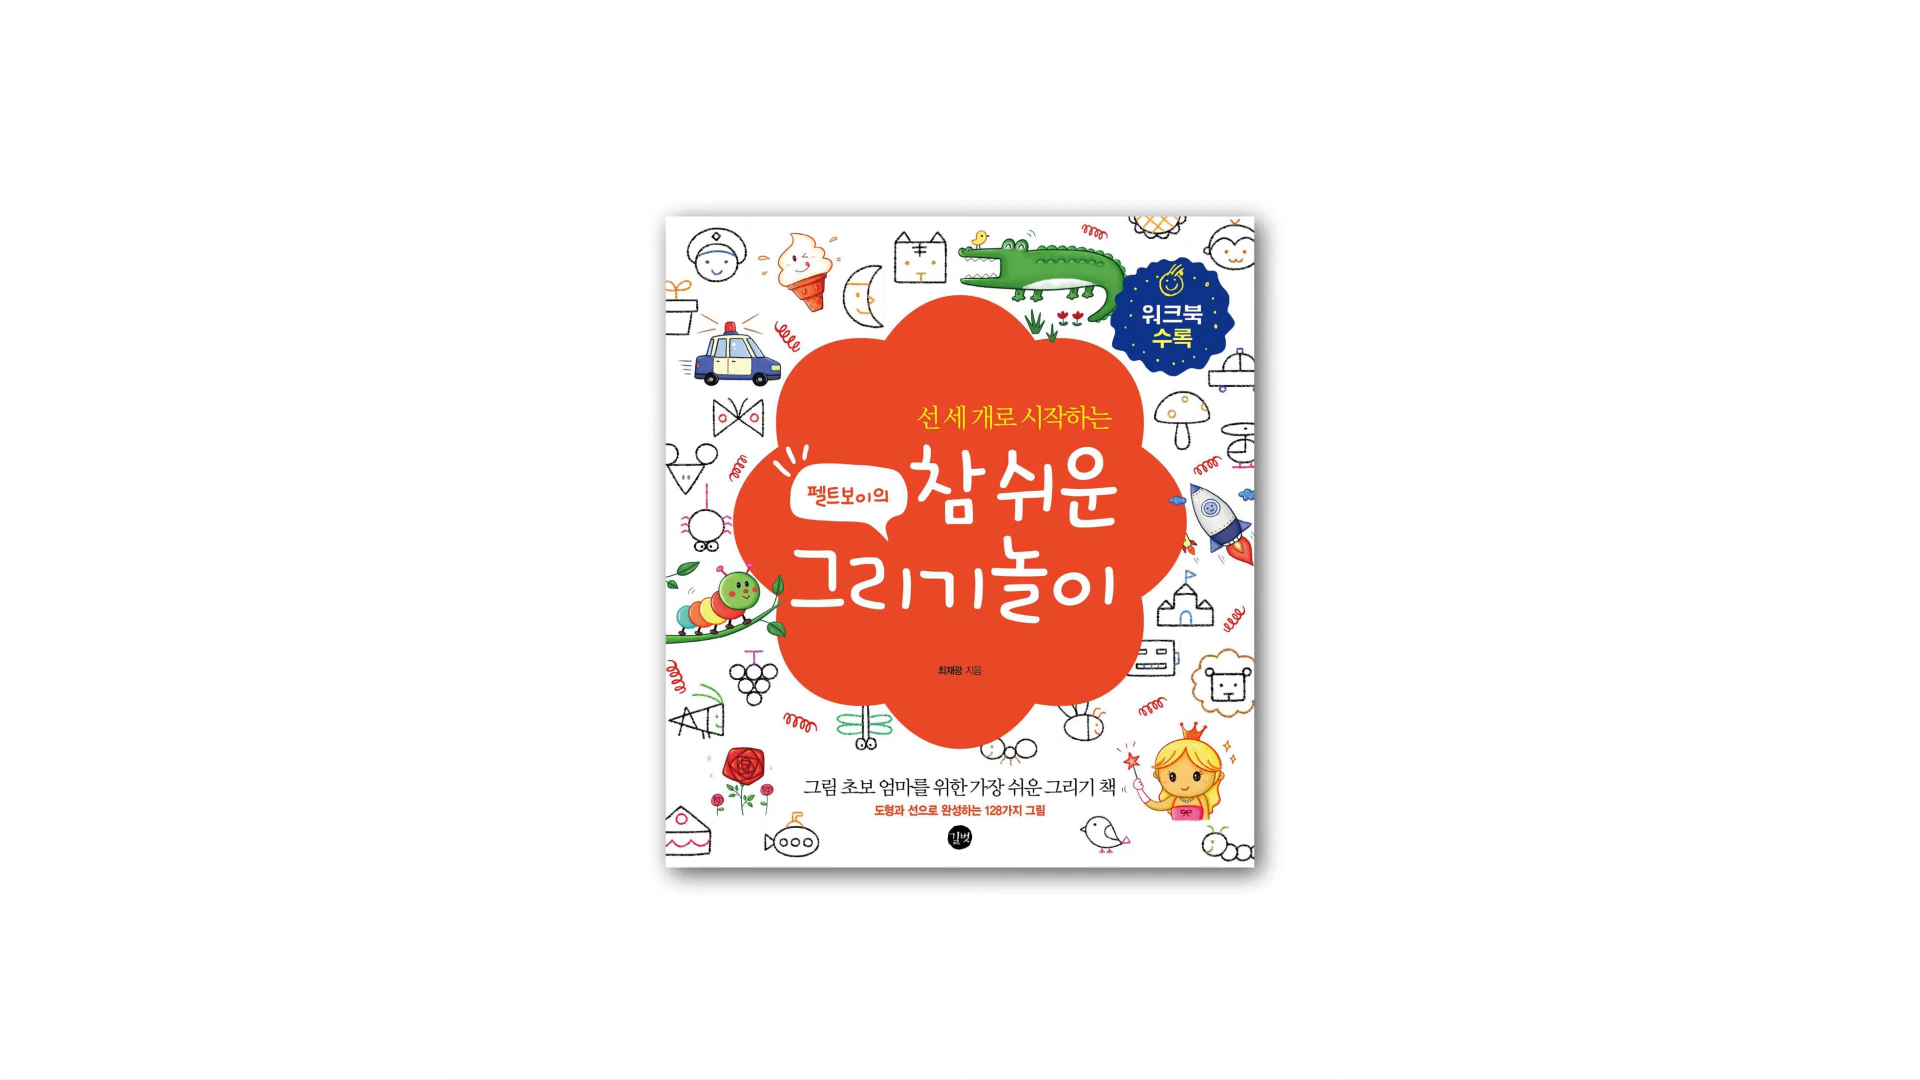 워크북
수록
선 세 개로 시작하는
펠트보이의
참 쉬운
그리기놀이
최재광 지음
그림 초보 엄마를 위한 가장 쉬운 그리기 책
도형과 선으로 완성하는 128가지 그림
길벗